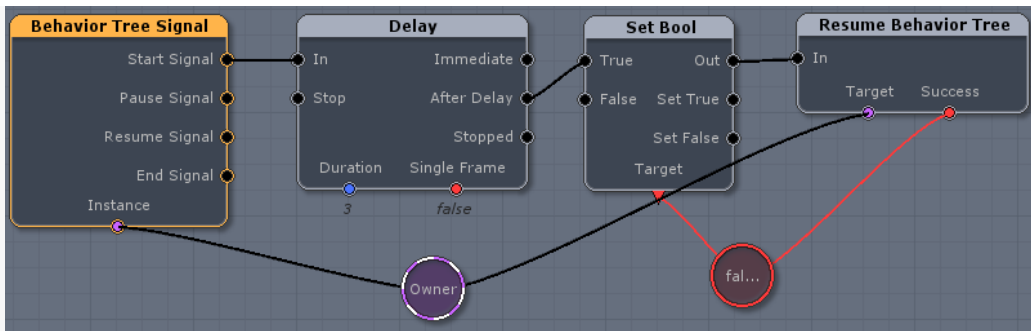 Behavior Tree Signal
Start Signal
Pause Signal
Resume Signal
End Signal
Instance
Delay
In Immediate
Stop After Delay
Stopped
Duration Single Frame
3 false
Set Bool
True Out
False Set True
Set False
Target
Resume Behavior Tree
In
Target Success
Owner
fal...